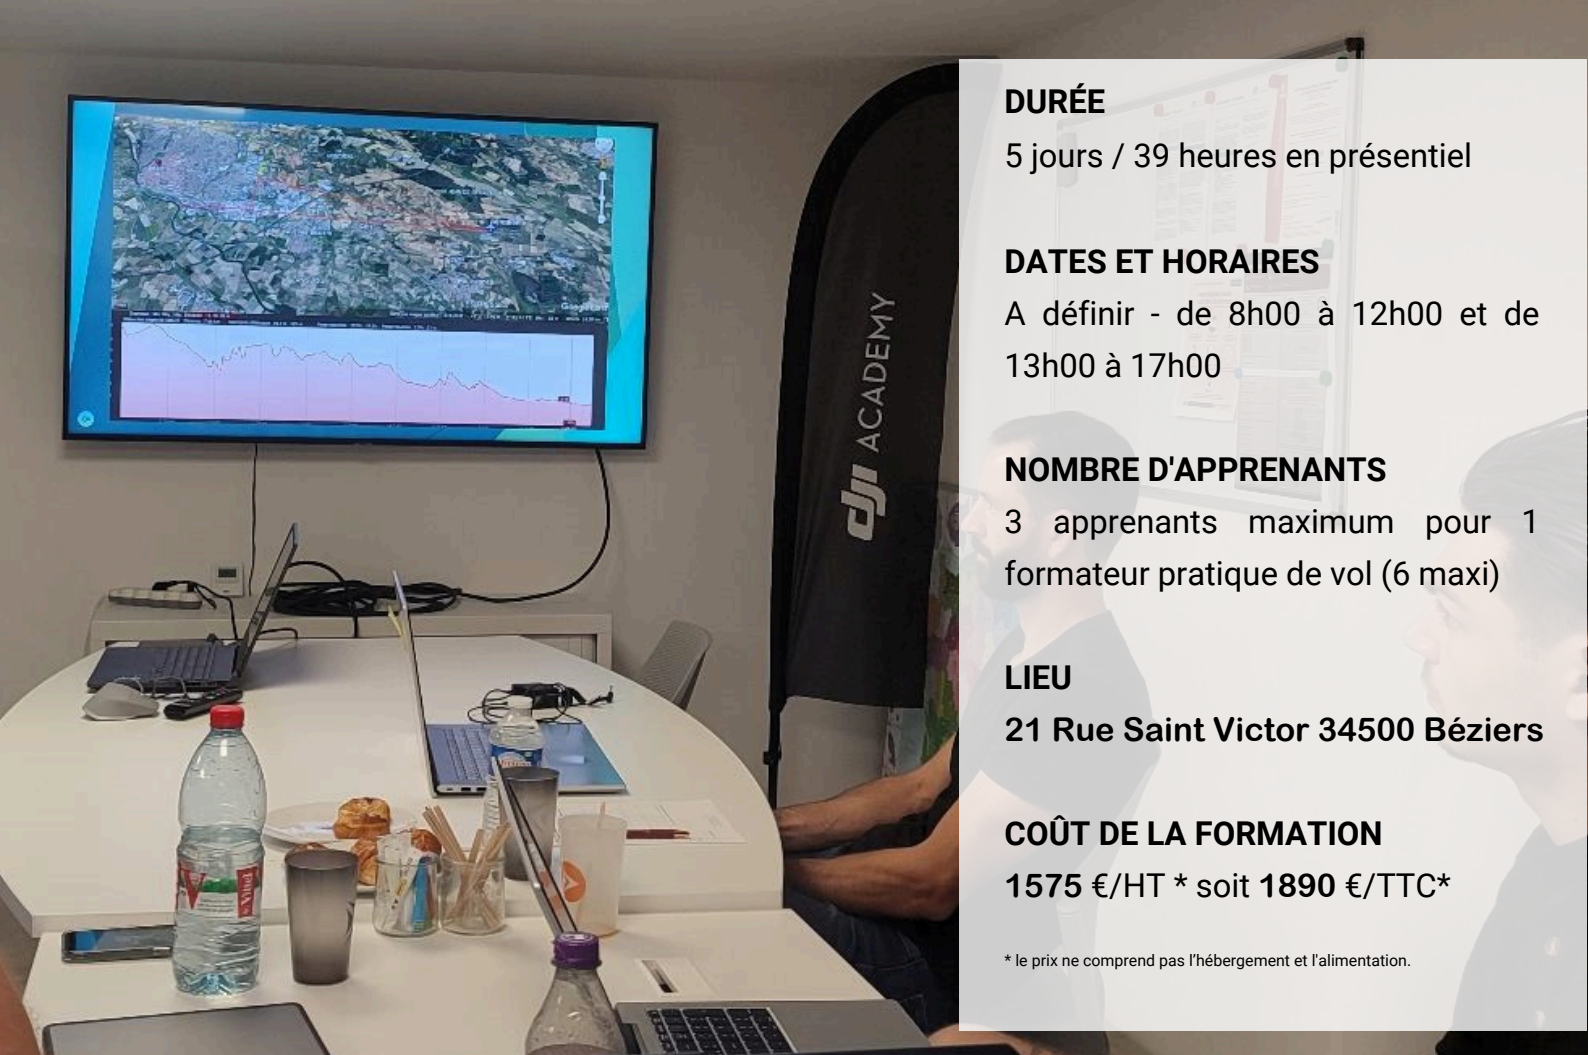 DURÉE
5 jours / 39 heures en présentiel
DATES ET HORAIRES
A définir - de 8h00 à 12h00 et de
13h00 à 17h00
NOMBRE D'APPRENANTS
3 apprenants maximum pour 1
formateur pratique de vol (6 maxi)
LIEU
21 Rue Saint Victor 34500 Béziers
COÛT DE LA FORMATION
1575 €/HT * soit 1890 €/TTC*
* le prix ne comprend pas l’hébergement et l'alimentation.
dji ACADEMY
Vittel